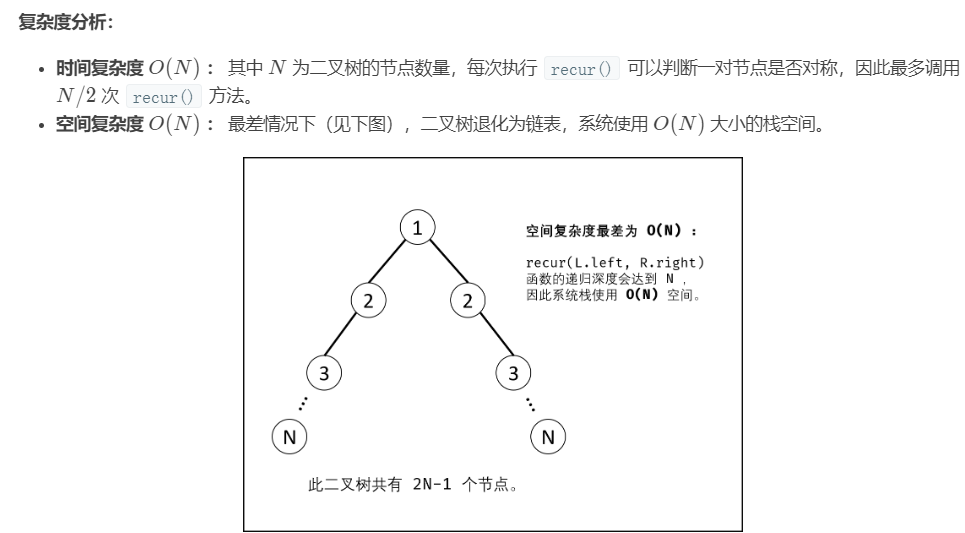 复杂度分析：
• 时间复杂度 O(N) ： 其中 N 为二叉树的节点数量，每次执行 recur() 可以判断一对节点是否对称，因此最多调用
N/2 次 recur() 方法。
• 空间复杂度 O(N) ： 最差情况下（见下图），二叉树退化为链表，系统使用 O(N) 大小的栈空间。
1
空间复杂度最差为 O(N) ：
recur(L.left, R.right)
函数的递归深度会达到 N ，
因此系统栈使用 O(N) 空间。
2 2
3 3
N N
此二叉树共有 2N-1 个节点。